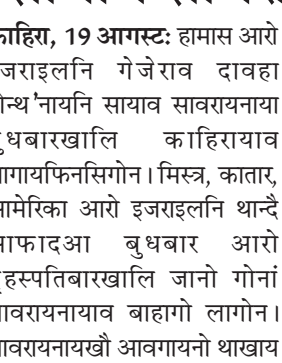 काहिरा, 19 आगस्ट: हामास आरो
इजराइलनि गेजेराव दावहा
दोन्थ'नायनि सायाव सावरायनाया
बुधबारखालि काहिरायाव
जागायफिनसिगोन। मिस्त्र, कातार,
आमेरिका आरो इजराइलनि थान्दै
माफादआ बुधबार आरो
बृहस्पतिबारखालि जानो गोनां
सावरायनायाव बाहागो लागोन।
सावरायनायखौ आवगायनो थाखाय